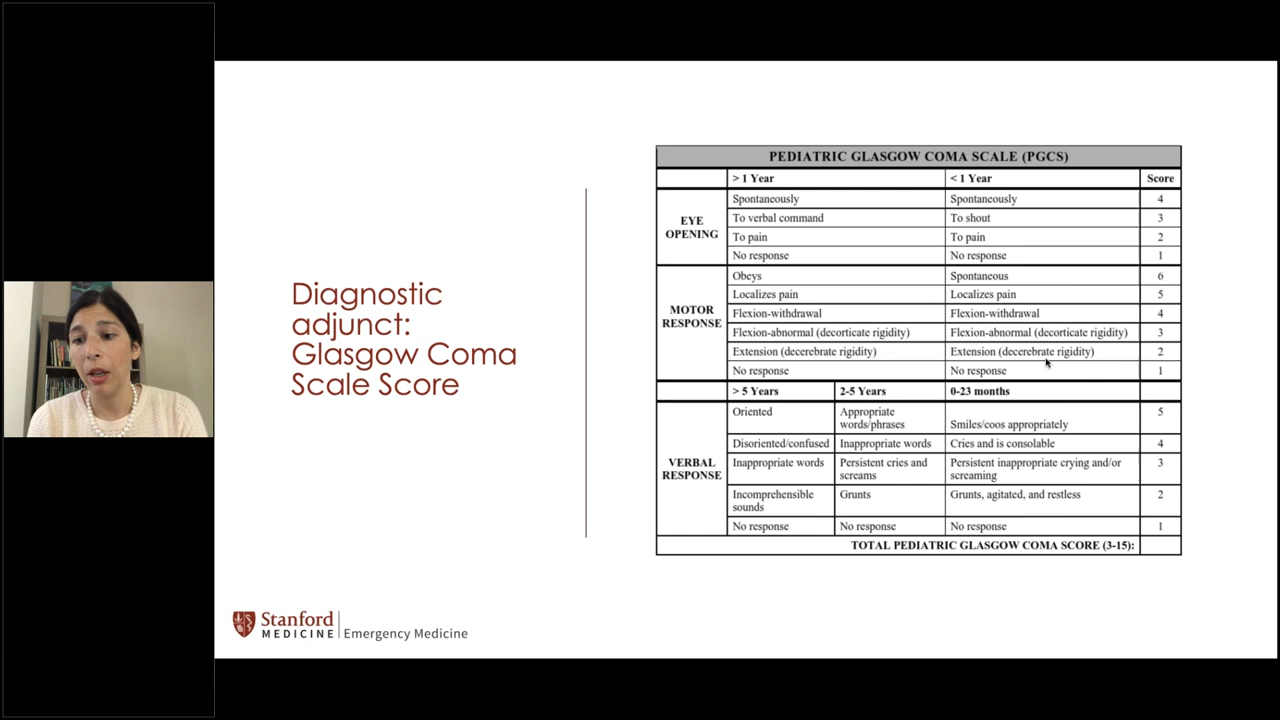 Diagnostic
adjunct:
Glasgow Coma
Scale Score
PEDIATRIC GLASGOW COMA SCALE (PGCS)
> 1 Year < 1 Year Score
EYE OPENING
Spontaneously Spontaneously 4
To verbal command To shout 3
To pain To pain 2
No response No response 1
MOTOR RESPONSE
Obeys Spontaneous 6
Localizes pain Localizes pain 5
Flexion-withdrawal Flexion-withdrawal 4
Flexion-abnormal (decorticate rigidity) Flexion-abnormal (decorticate rigidity) 3
Extension (decerebrate rigidity) Extension (decerebrate rigidity) 2
No response No response 1
> 5 Years 2-5 Years 0-23 months
VERBAL RESPONSE
Oriented Appropriate words/phrases Smiles/coos appropriately 5
Disoriented/confused Inappropriate words Cries and is consolable 4
Inappropriate words Persistent cries and screams Persistent inappropriate crying and/or screaming 3
Incomprehensible sounds Grunts Grunts, agitated, and restless 2
No response No response No response 1
TOTAL PEDIATRIC GLASGOW COMA SCORE (3-15):
Stanford
MEDICINE Emergency Medicine